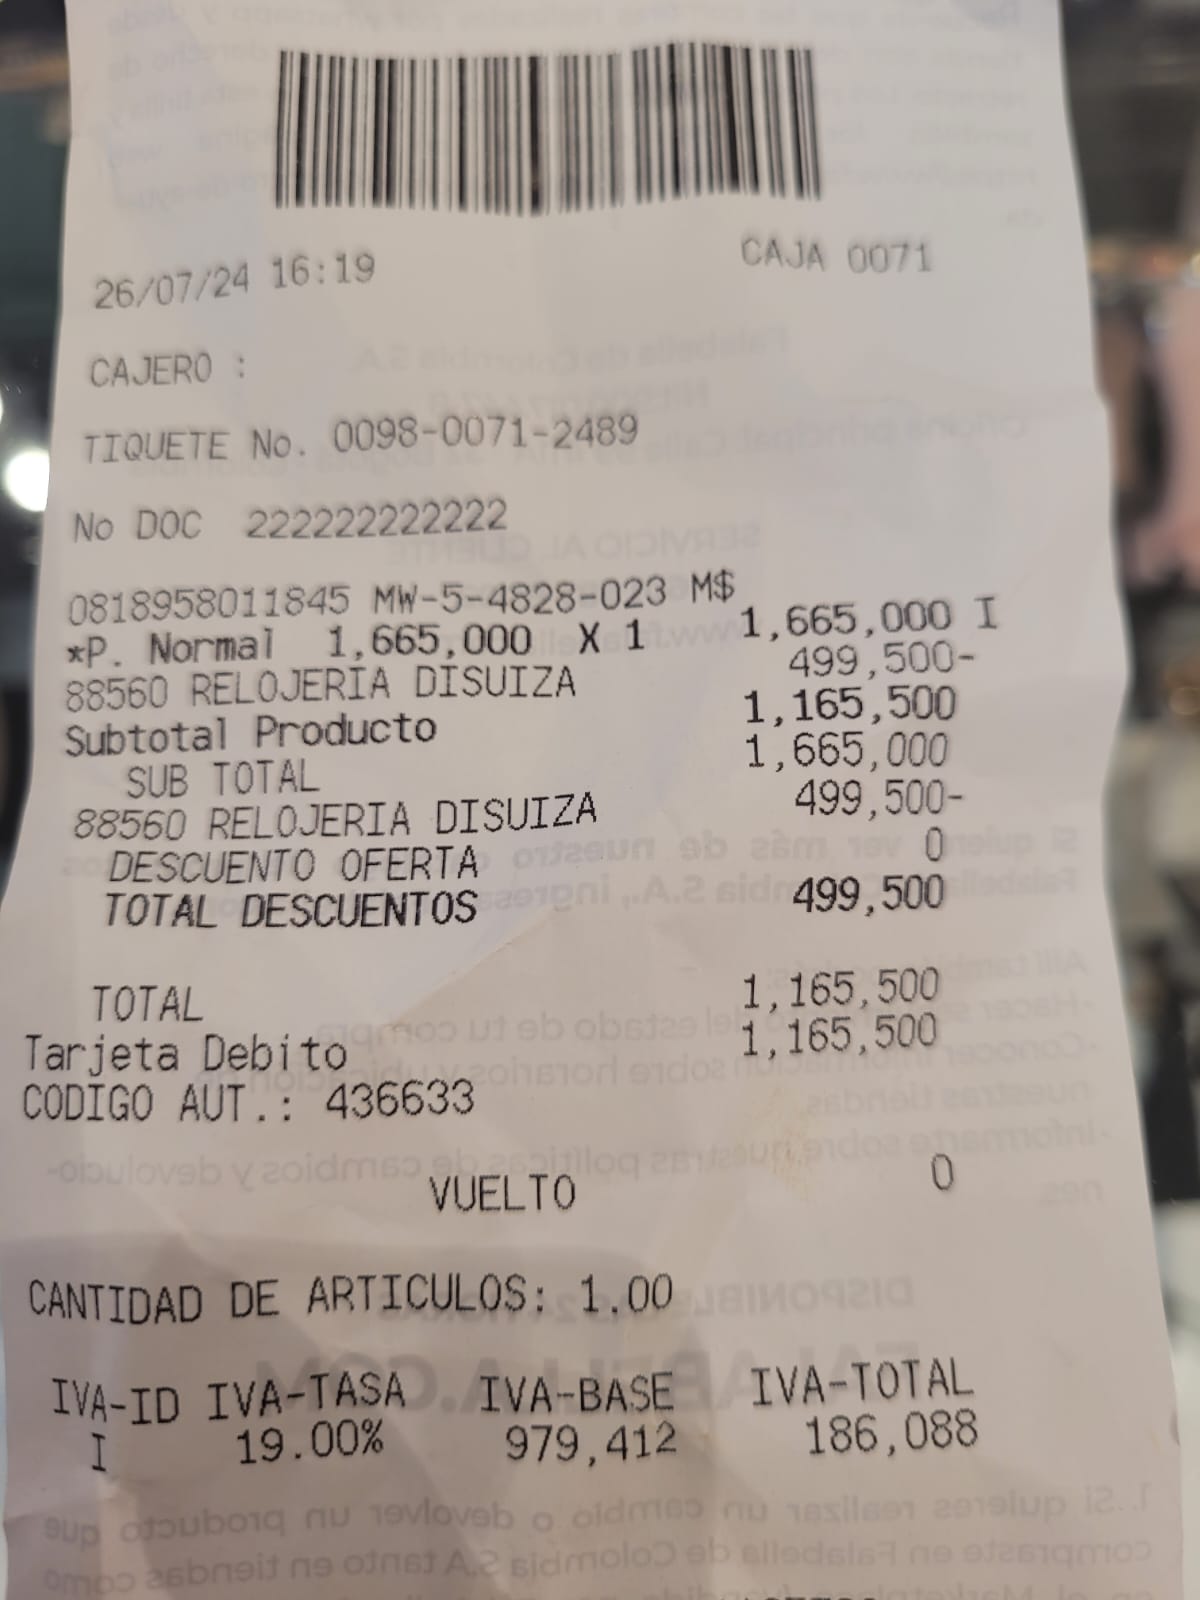 26/07/24 16:19 CAJA 0071
CAJERO :
TIQUETE No. 0098-0071-2489
No DOC 222222222222
0818958011845 MW-5-4828-023 M$
*P. Normal 1,665,000 X 1 1,665,000 I
88560 RELOJERIA DISUIZA 499,500-
Subtotal Producto 1,165,500
SUB TOTAL 1,665,000
88560 RELOJERIA DISUIZA 499,500-
DESCUENTO OFERTA 0
TOTAL DESCUENTOS 499,500
TOTAL 1,165,500
Tarjeta Debito 1,165,500
CODIGO AUT.: 436633
VUELTO 0
CANTIDAD DE ARTICULOS: 1.00
IVA-ID IVA-TASA IVA-BASE IVA-TOTAL
I 19.00% 979,412 186,088